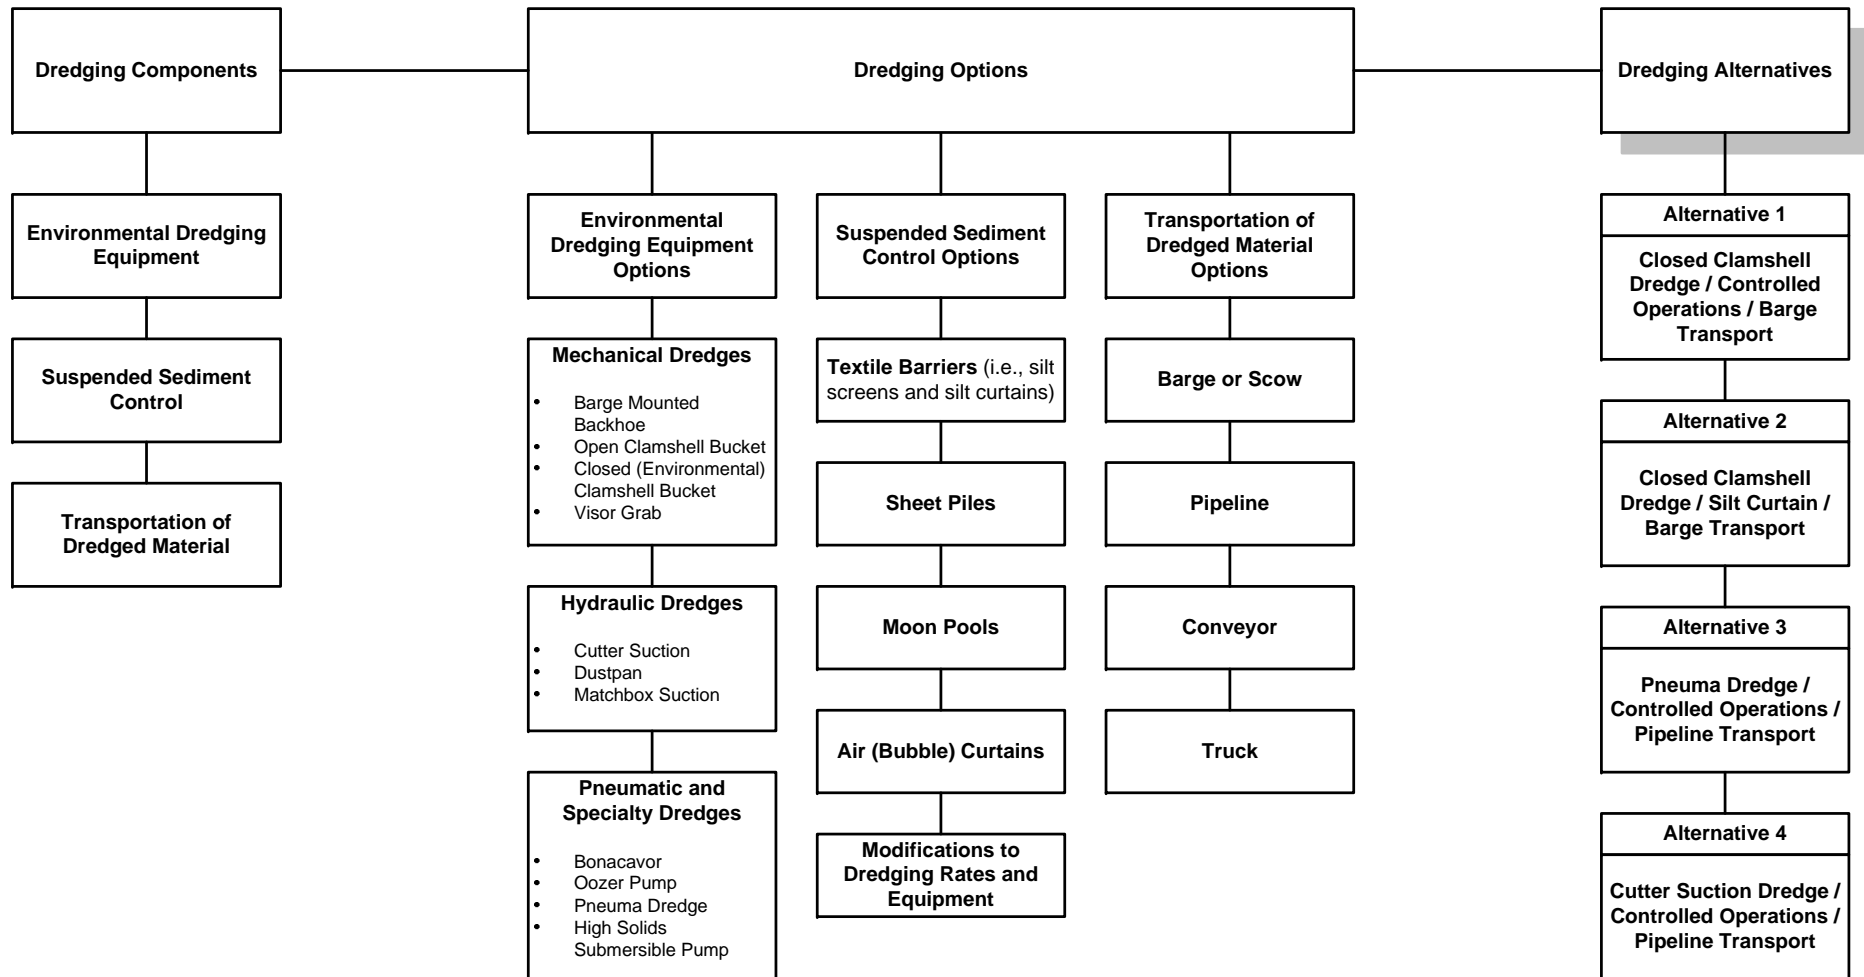 Dredging Components
Dredging Options
Dredging Alternatives
Environmental Dredging
Equipment
Suspended Sediment
Control
Transportation of
Dredged Material
Environmental
Dredging Equipment
Options
Mechanical Dredges
• Barge Mounted
Backhoe
• Open Clamshell Bucket
• Closed (Environmental)
Clamshell Bucket
• Visor Grab
Hydraulic Dredges
• Cutter Suction
• Dustpan
• Matchbox Suction
Pneumatic and
Specialty Dredges
• Bonacavor
• Oozer Pump
• Pneuma Dredge
• High Solids
Submersible Pump
Suspended Sediment
Control Options
Textile Barriers (i.e., silt
screens and silt curtains)
Sheet Piles
Moon Pools
Air (Bubble) Curtains
Modifications to
Dredging Rates and
Equipment
Transportation of
Dredged Material
Options
Barge or Scow
Pipeline
Conveyor
Truck
Alternative 1
Closed Clamshell
Dredge / Controlled
Operations / Barge
Transport
Alternative 2
Closed Clamshell
Dredge / Silt Curtain /
Barge Transport
Alternative 3
Pneuma Dredge /
Controlled Operations /
Pipeline Transport
Alternative 4
Cutter Suction Dredge /
Controlled Operations /
Pipeline Transport